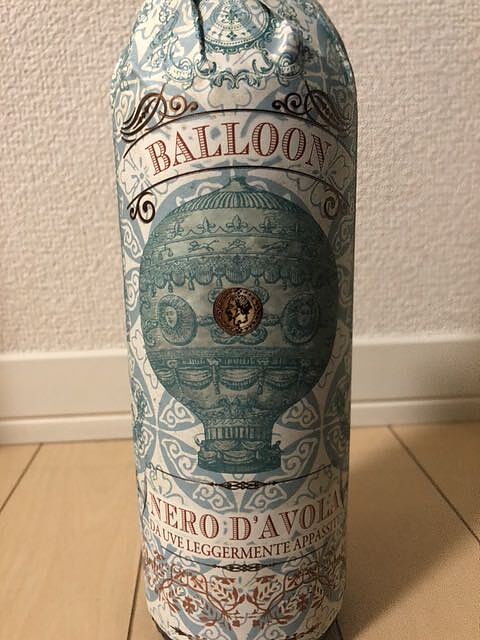 BALLOON
NERO D'AVOLA
DA UVE LEGGERMENTE APPASSITE